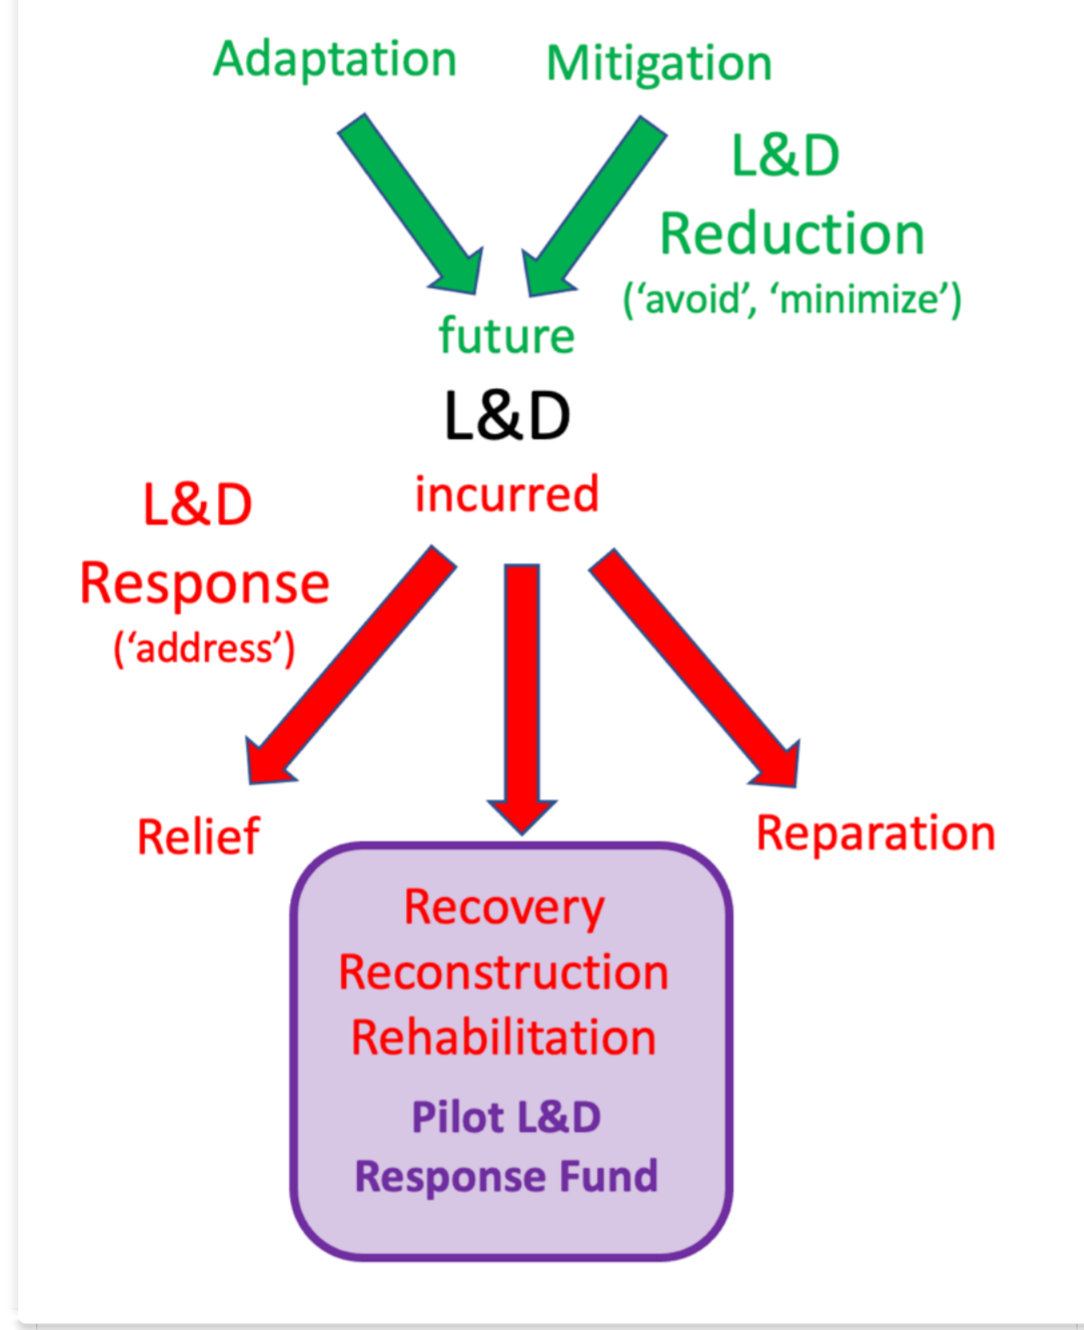 Adaptation
Mitigation
L&D
Reduction
(‘avoid’, ‘minimize’)
future
L&D
incurred
L&D
Response
(‘address’)
Relief
Reparation
Recovery
Reconstruction
Rehabilitation
Pilot L&D
Response Fund